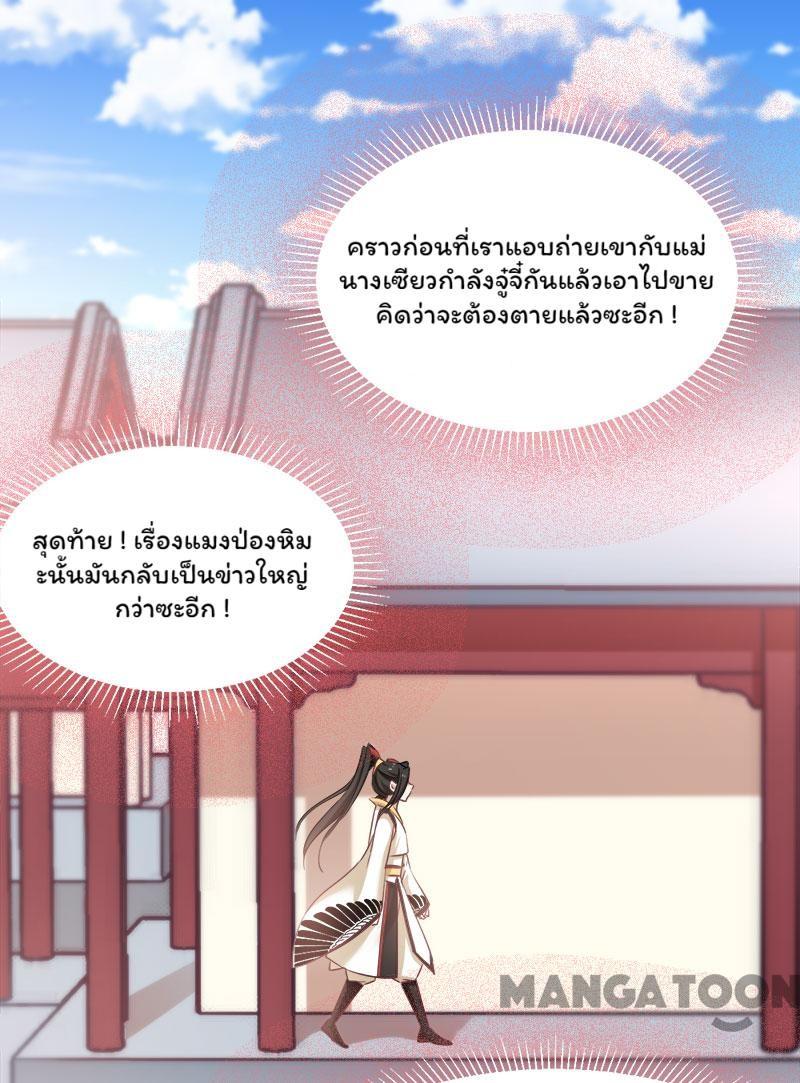 คราวก่อนที่เราแอบถ่ายเขากับแม่
นางเซียวกำลังจู๋จี๋กันแล้วเอาไปขาย
คิดว่าจะต้องตายแล้วซะอีก !
สุดท้าย ! เรื่องแมงป่องหิม
ะนั้นมันกลับเป็นข่าวใหญ่
กว่าซะอีก !
MANGATOON